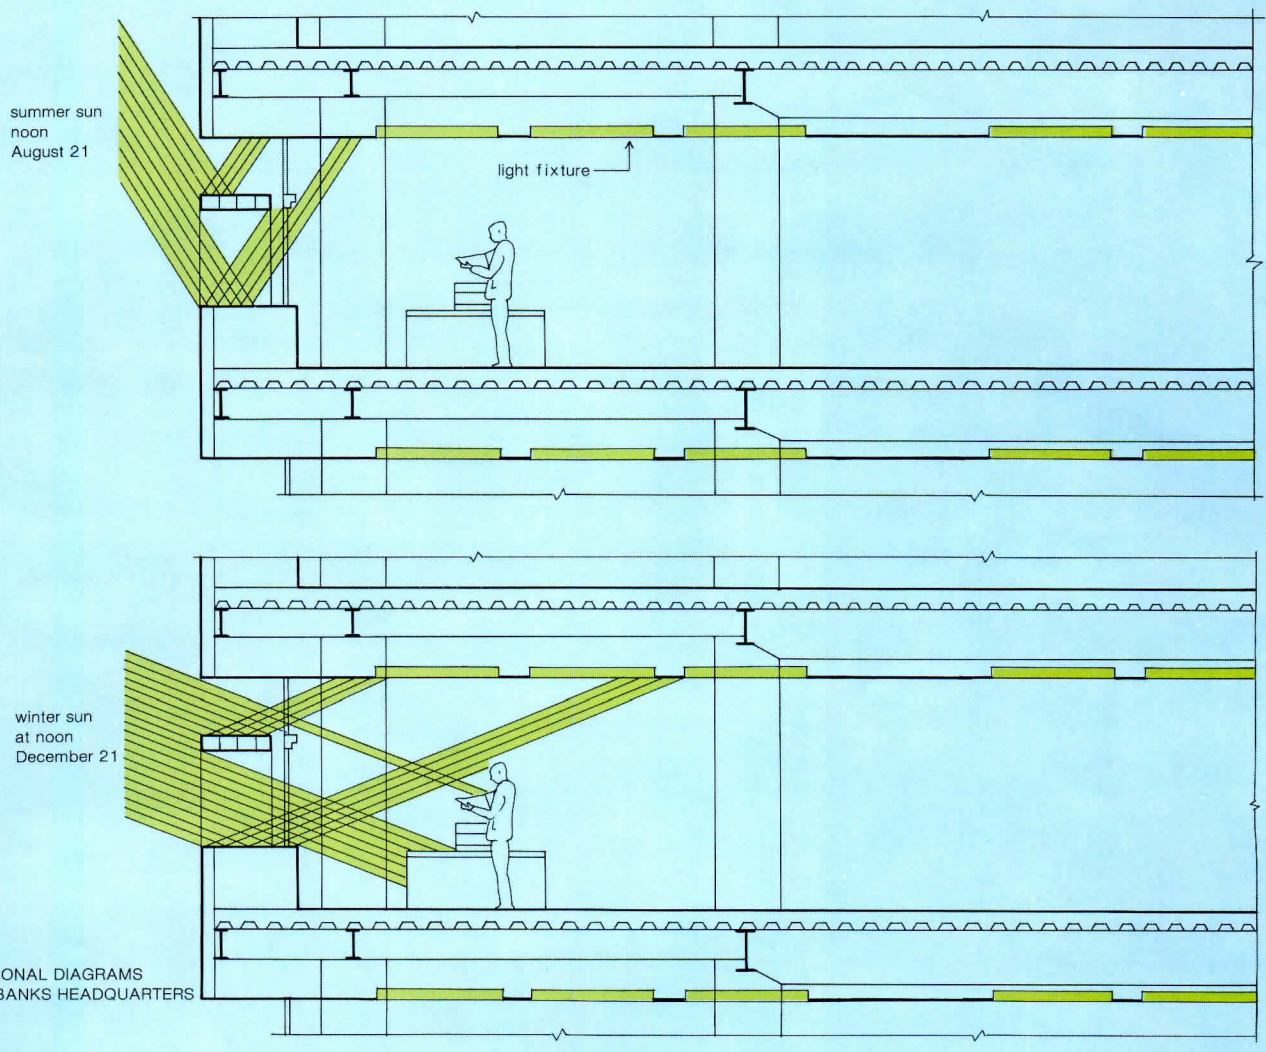 summer sun
noon
August 21
light fixture
winter sun
at noon
December 21
ONAL DIAGRAMS
BANKS HEADQUARTERS